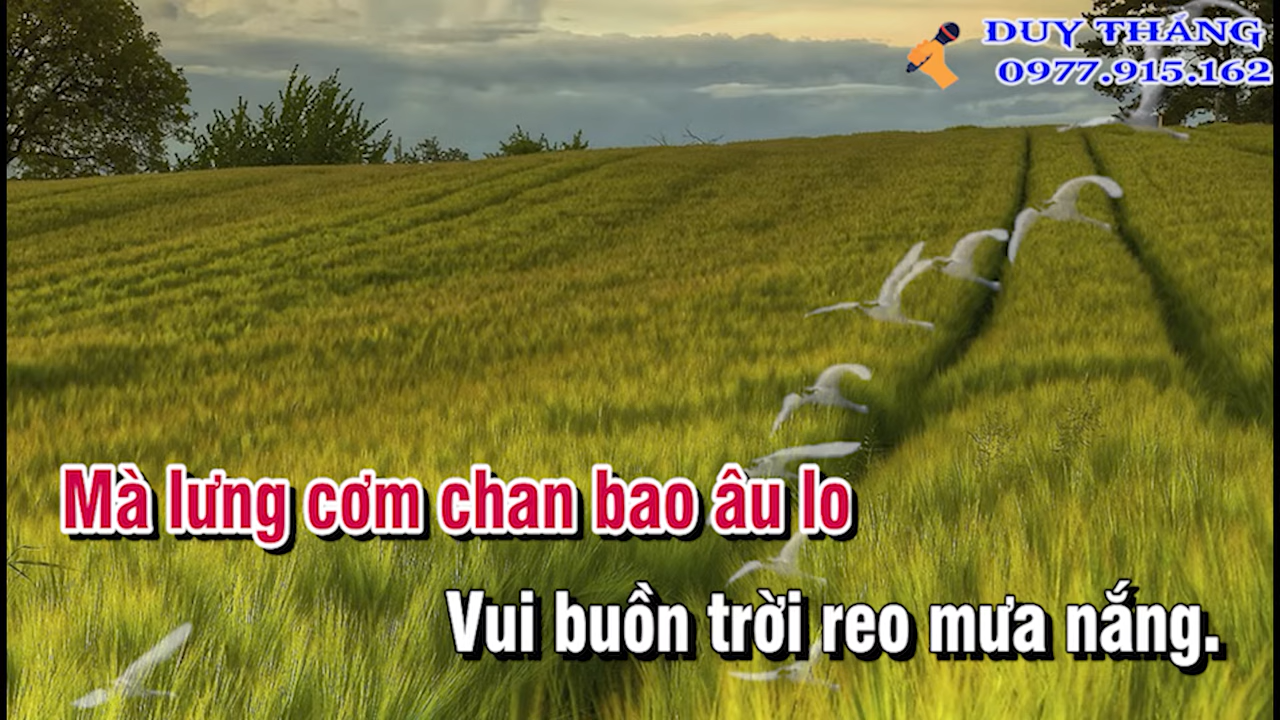 DUY THẮNG
0977.915.162
Mà lưng cơm chan bao âu lo
Vui buồn trời reo mưa nắng.